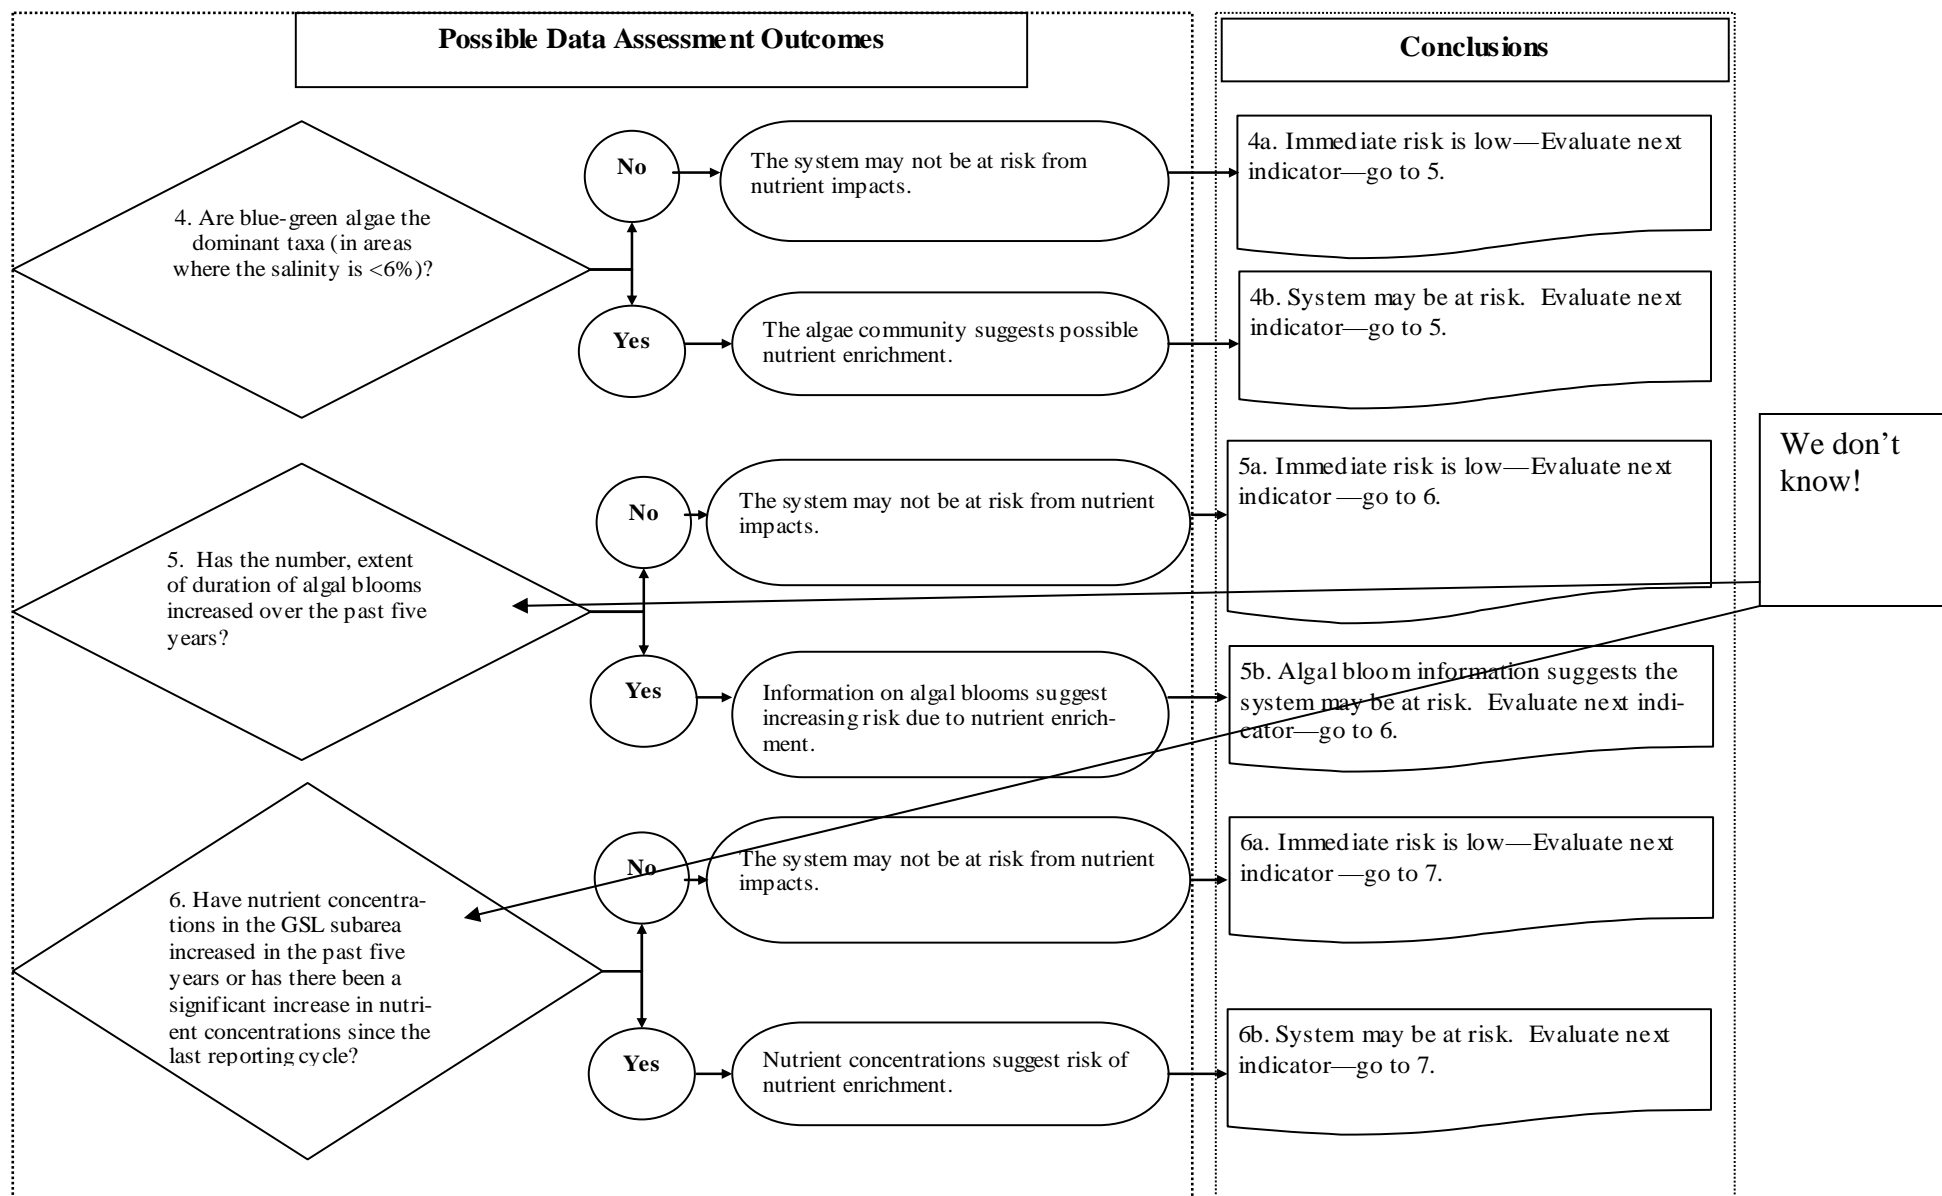 Possible Data Assessment Outcomes
Conclusions
4. Are blue-green algae the
dominant taxa (in areas
where the salinity is <6%)?
No
The system may not be at risk from
nutrient impacts.
4a. Immediate risk is low—Evaluate next
indicator—go to 5.
Yes
The algae community suggests possible
nutrient enrichment.
4b. System may be at risk.  Evaluate next
indicator—go to 5.
5.  Has the number, extent
of duration of algal blooms
increased over the past five
years?
No
The system may not be at risk from nutrient
impacts.
5a. Immediate risk is low—Evaluate next
indicator —go to 6.
Yes
Information on algal blooms suggest
increasing risk due to nutrient enrich-
ment.
5b. Algal bloom information suggests the
system may be at risk.  Evaluate next indi-
cator—go to 6.
We don’t
know!
6. Have nutrient concentra-
tions in the GSL subarea
increased in the past five
years or has there been a
significant increase in nutri-
ent concentrations since the
last reporting cycle?
No
The system may not be at risk from nutrient
impacts.
6a. Immediate risk is low—Evaluate next
indicator —go to 7.
Yes
Nutrient concentrations suggest risk of
nutrient enrichment.
6b. System may be at risk.  Evaluate next
indicator—go to 7.